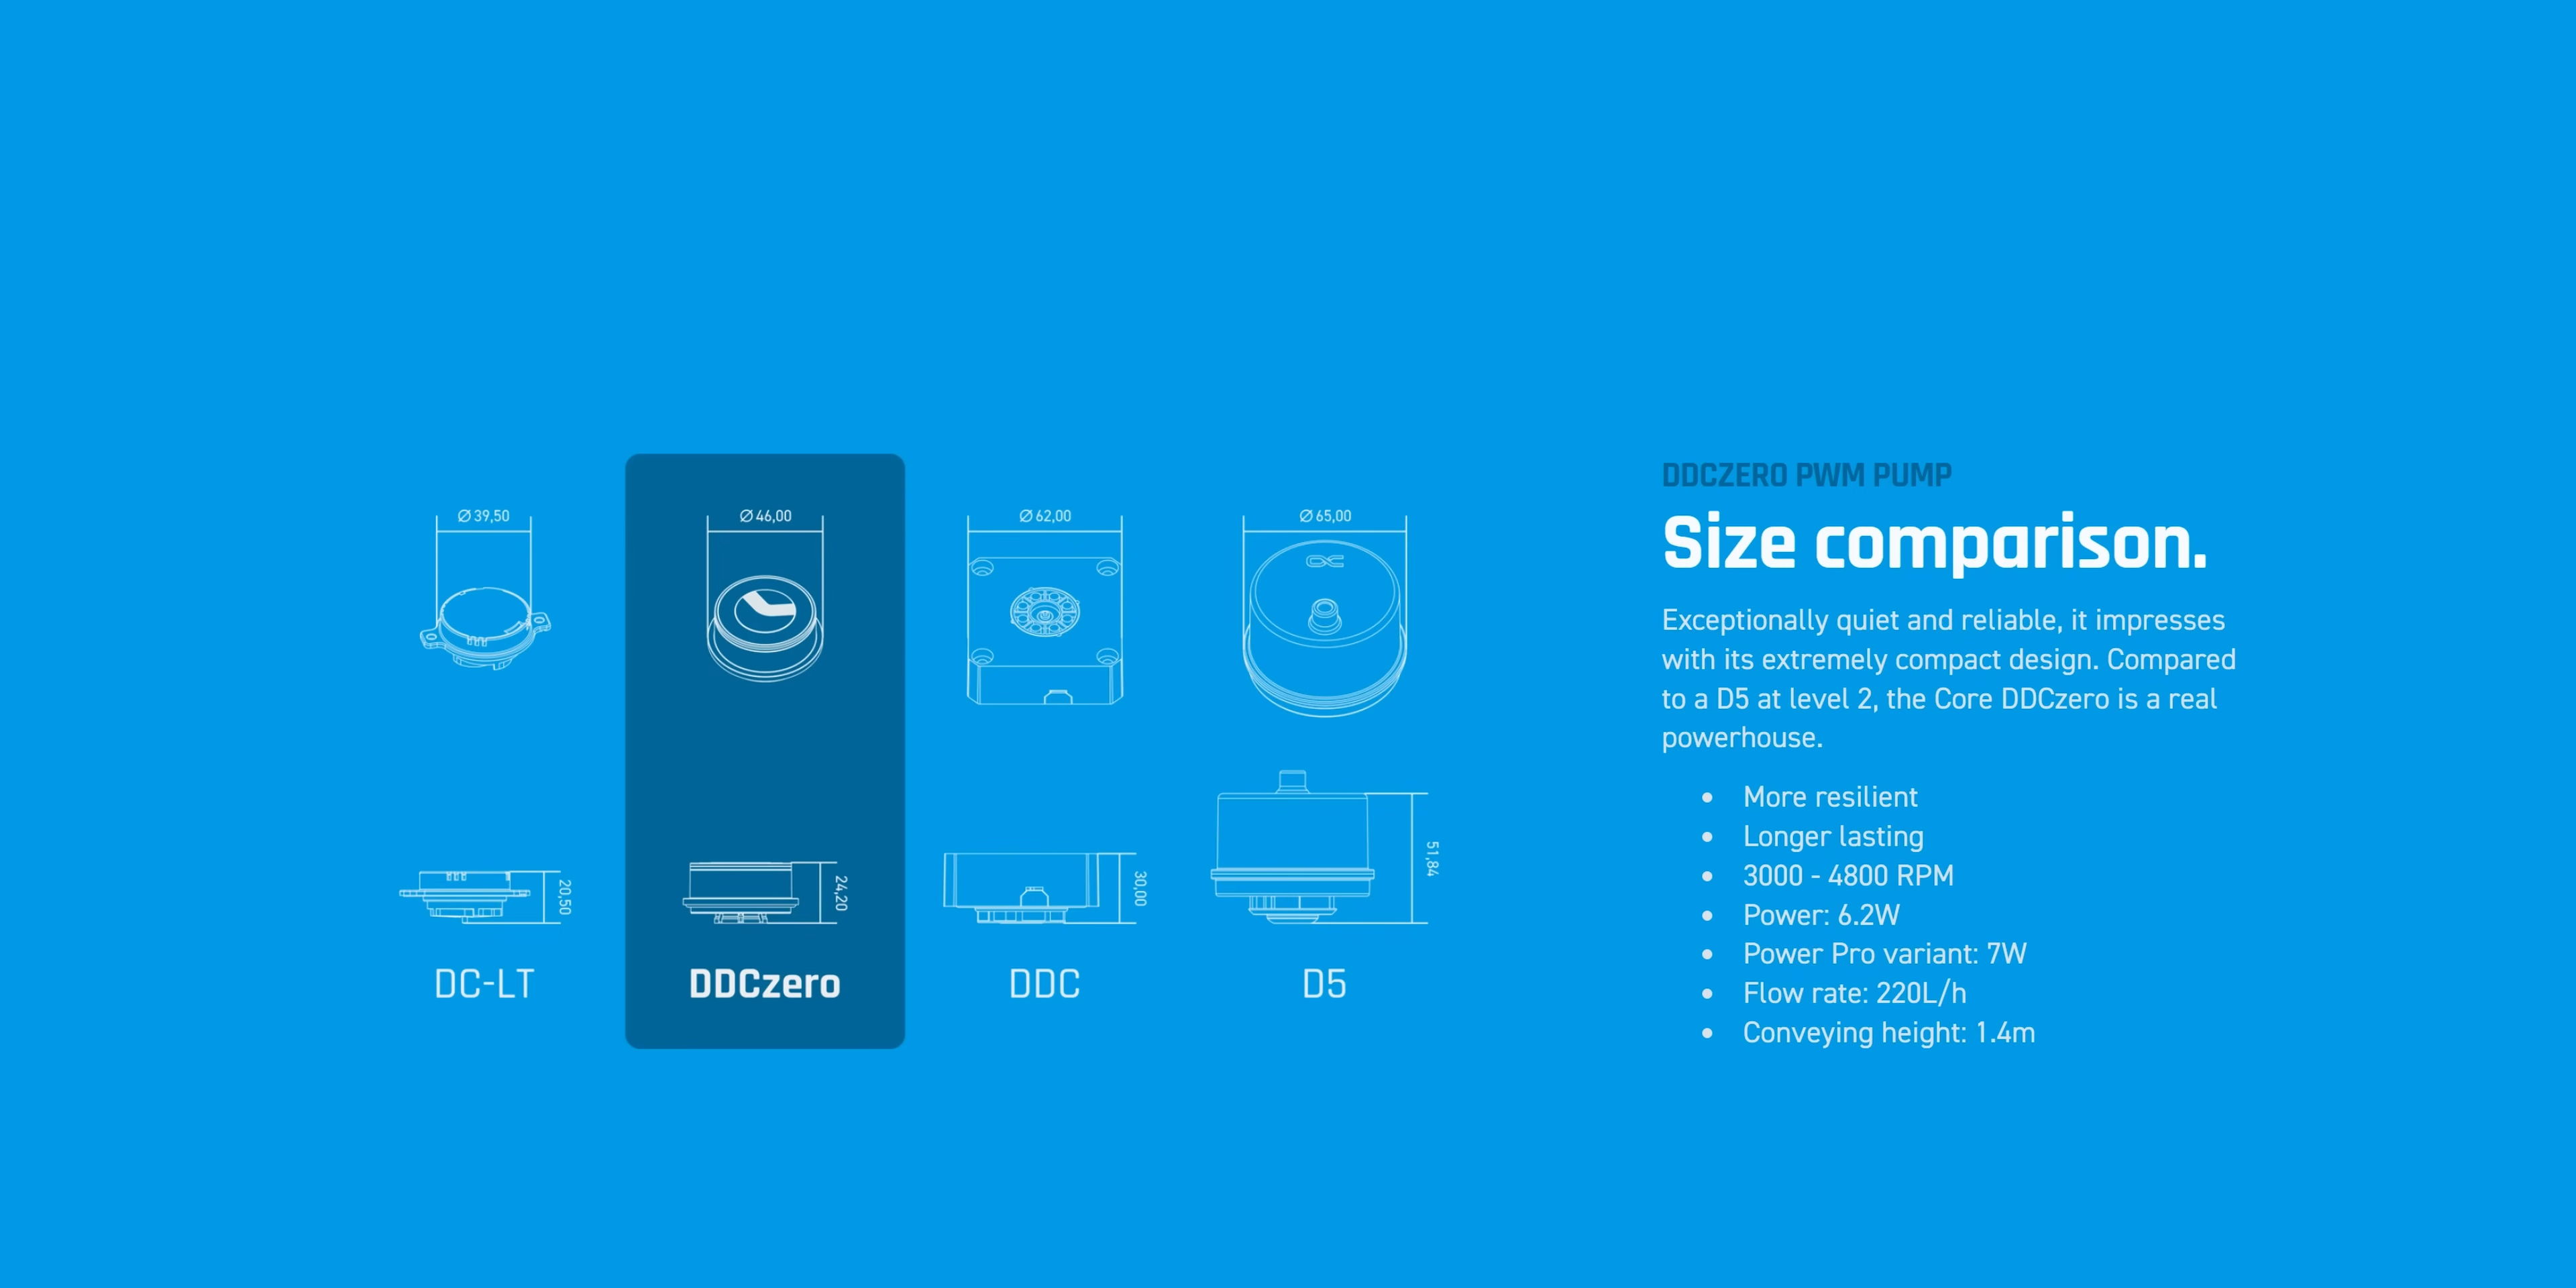 Ø 39,50
Ø 46,00
Ø 62,00
Ø 65,00
20,50
24,20
30,00
51,84
DC-LT
DDCzero
DDC
D5
DDCZERO PWM PUMP
Size comparison.
Exceptionally quiet and reliable, it impresses
with its extremely compact design. Compared
to a D5 at level 2, the Core DDCzero is a real
powerhouse.
• More resilient
• Longer lasting
• 3000 - 4800 RPM
• Power: 6.2W
• Power Pro variant: 7W
• Flow rate: 220L/h
• Conveying height: 1.4m